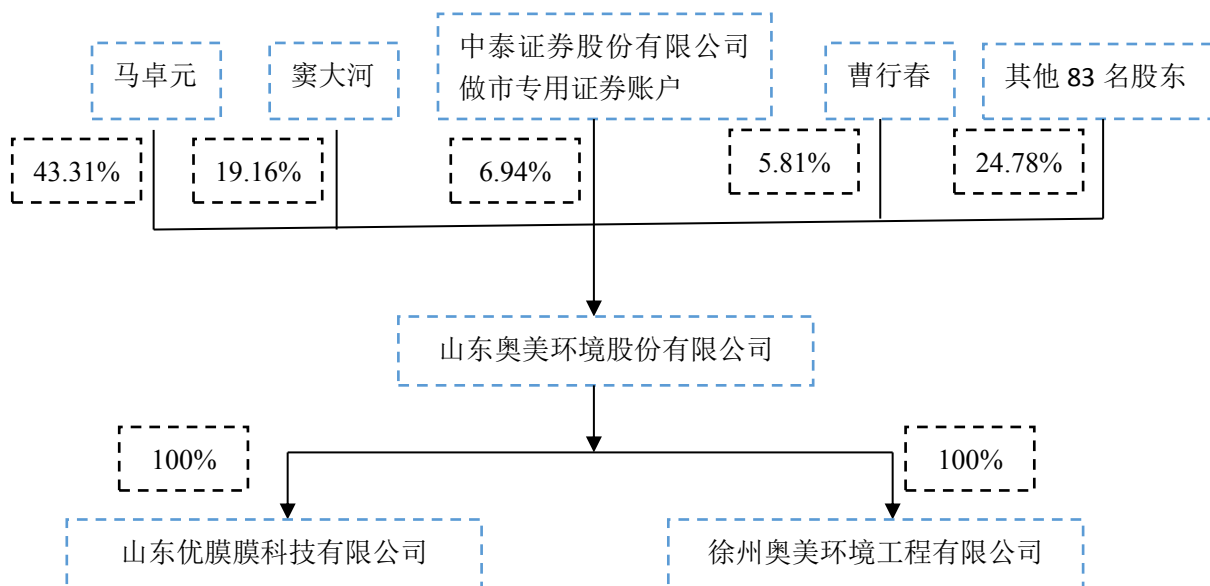 马卓元
窦大河
中泰证券股份有限公司
做市专用证券账户
曹行春
其他 83 名股东
43.31%
19.16%
6.94%
5.81%
24.78%
山东奥美环境股份有限公司
100%
100%
山东优膜膜科技有限公司
徐州奥美环境工程有限公司